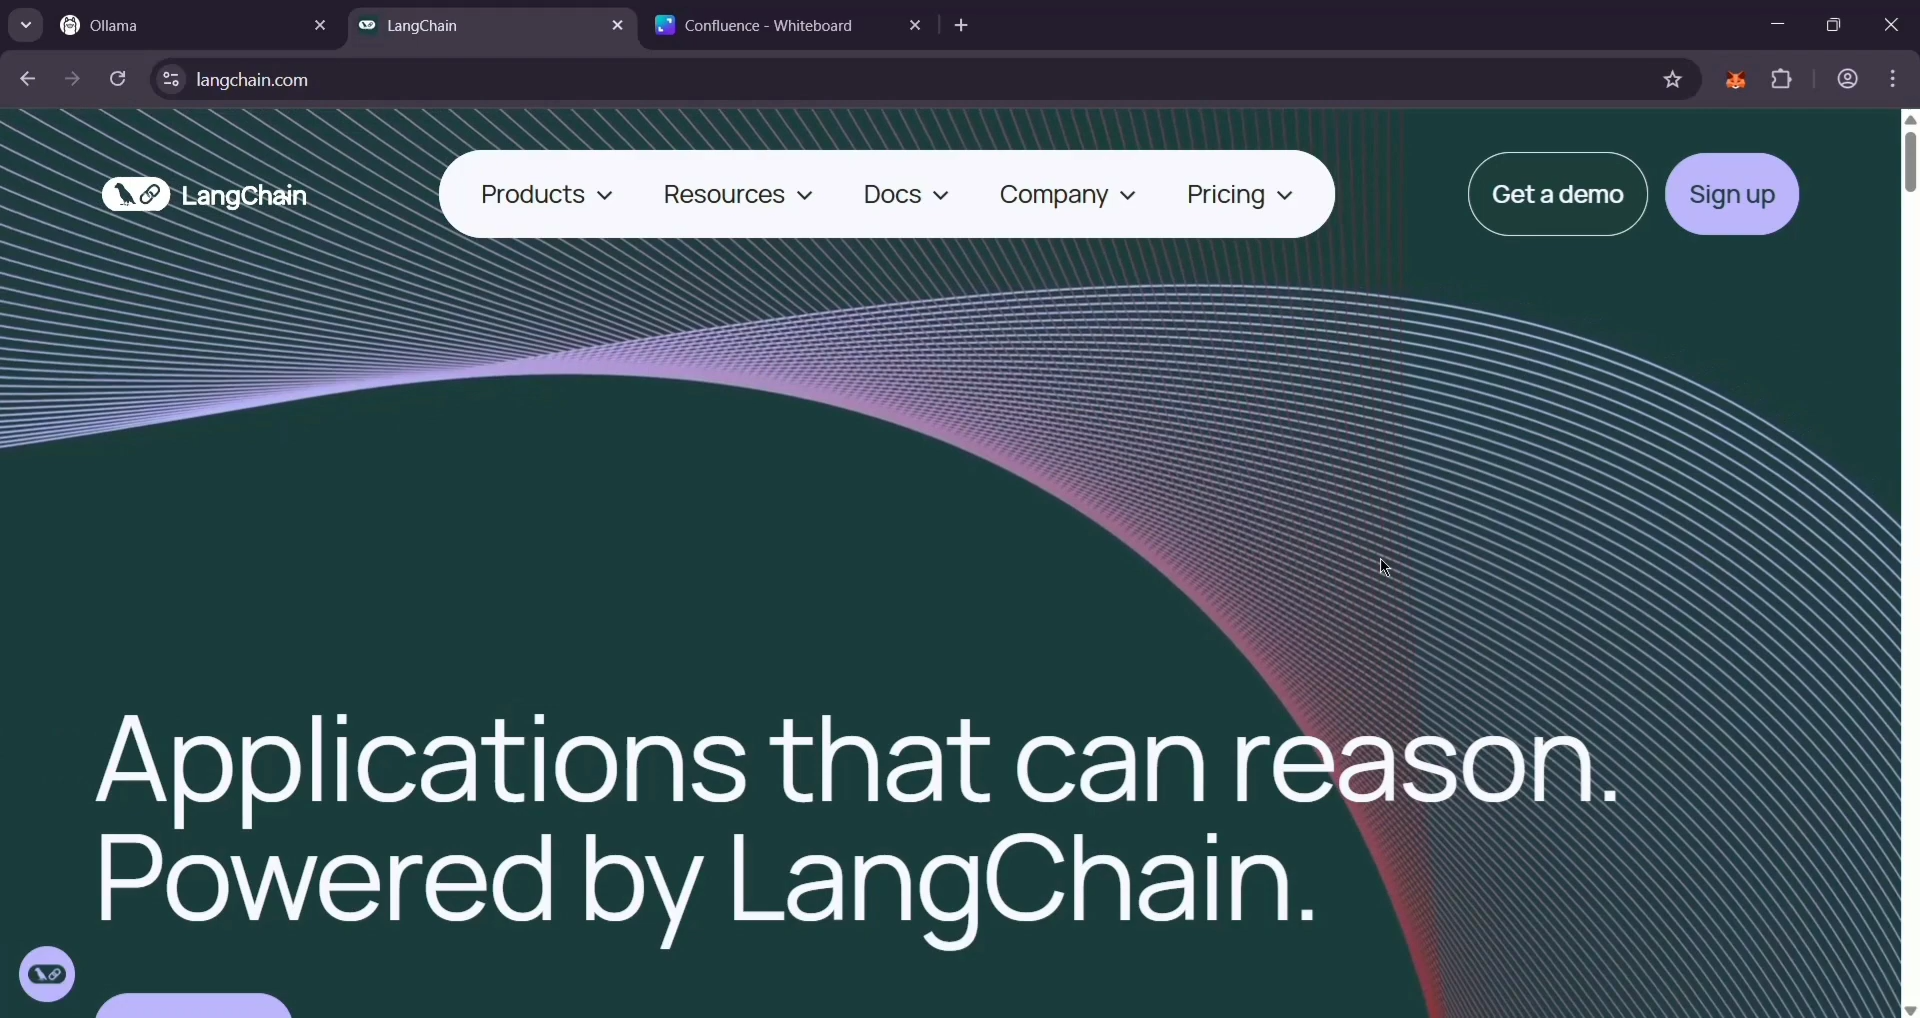 Ollama
LangChain
Confluence - Whiteboard
langchain.com
LangChain
Products
Resources
Docs
Company
Pricing
Get a demo
Sign up
Applications that can reason.
Powered by LangChain.